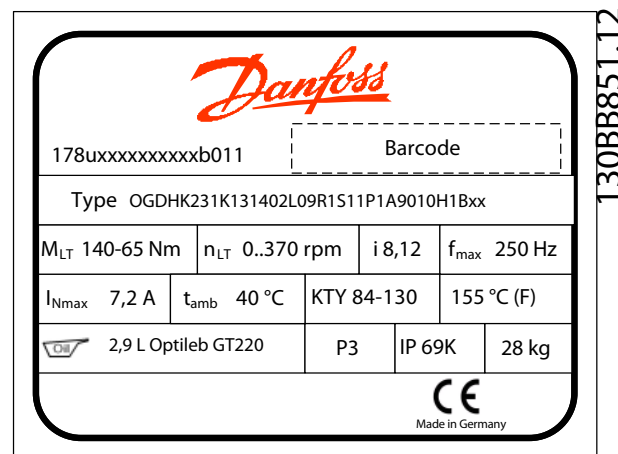 Danfoss
178uxxxxxxxxxxb011
Barcode
Type OGDHK231K131402L09R1S11P1A9010H1Bxx
MLT 140-65 Nm nLT 0..370 rpm i 8,12 fmax 250 Hz
INmax 7,2 A tamb 40 °C KTY 84-130 155 °C (F)
Oil 2,9 L Optileb GT220 P3 IP 69K 28 kg
CE
Made in Germany
130BB851.12